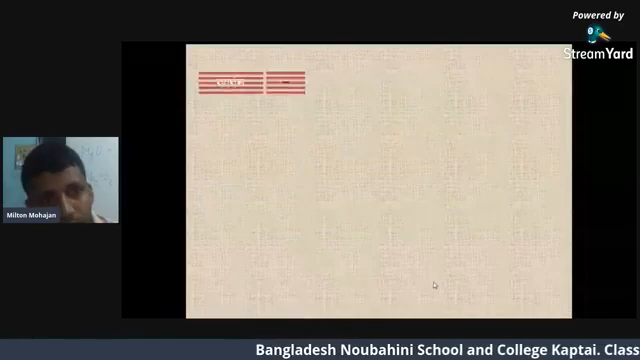 Powered by
StreamYard
Milton Mohajan
Bangladesh Noubahini School and College Kaptai. Class